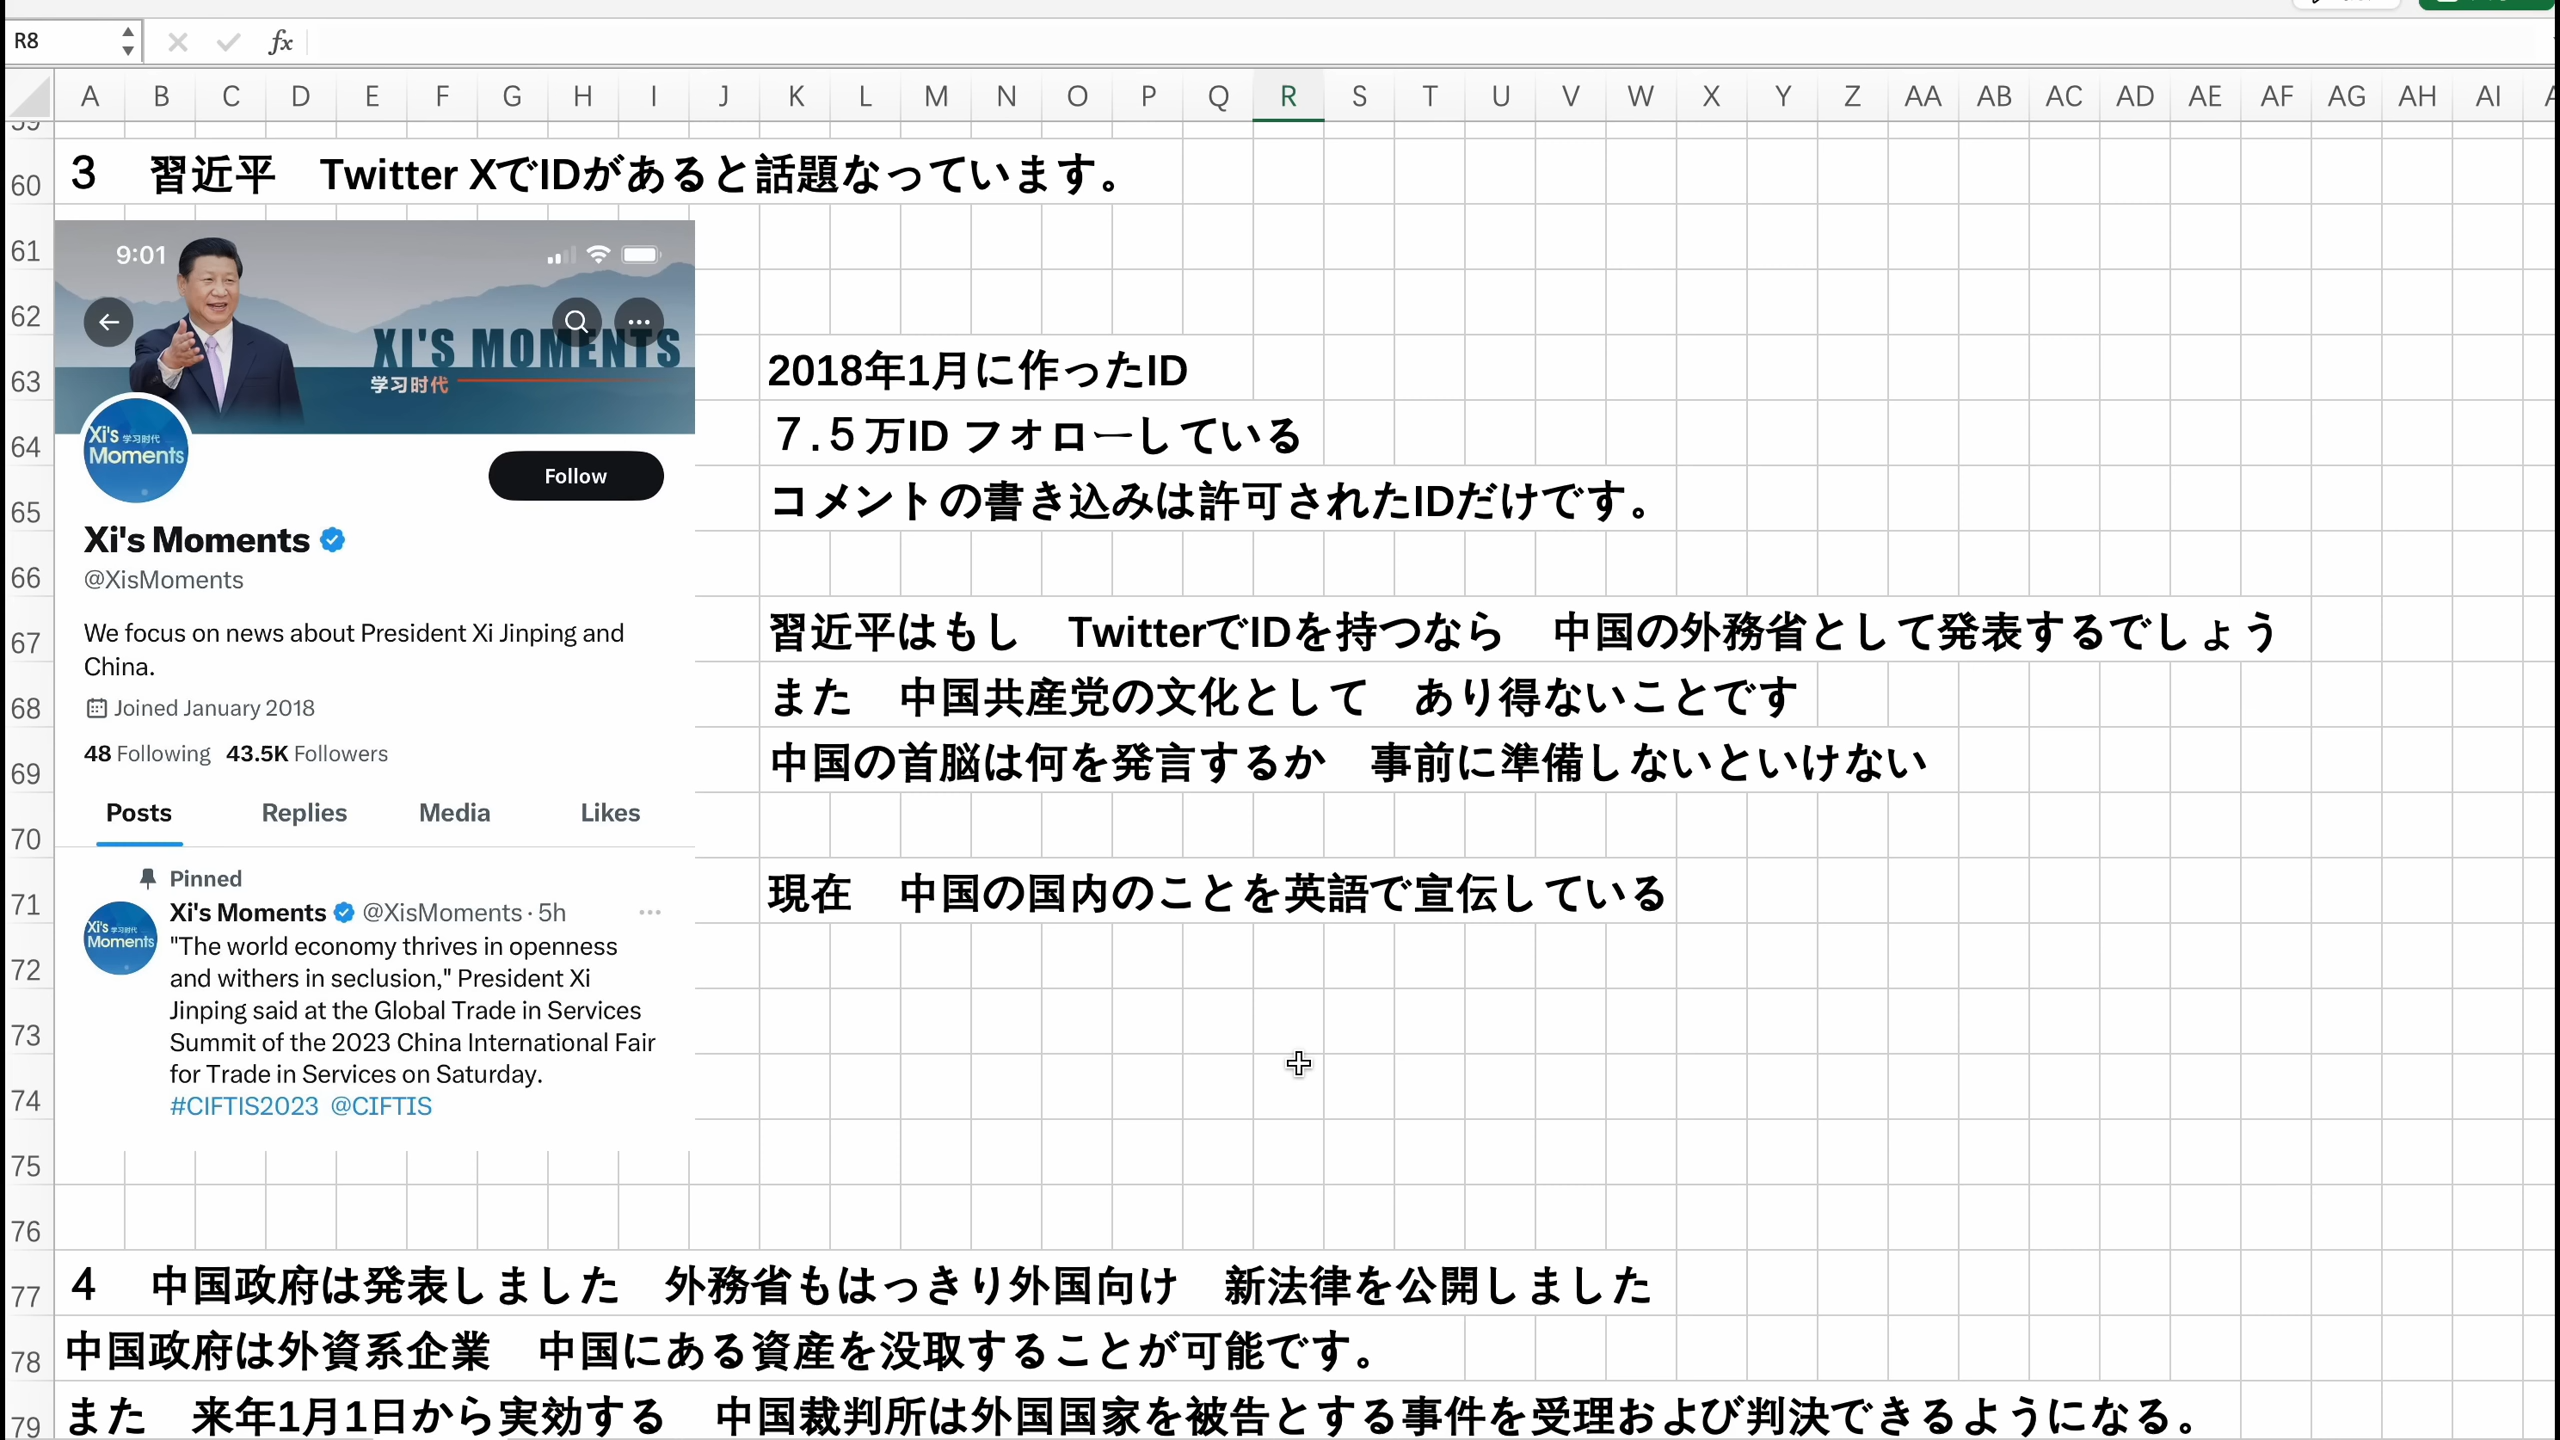 R8 fx
A B C D E F G H I J K L M N O P Q R S T U V W X Y Z AA AB AC AD AE AF AG AH AI
60 3　習近平　Twitter XでIDがあると話題なっています。
61
9:01
62
XI'S MOMENTS
学习时代
63 2018年1月に作ったID
64 ７.５万ID フォローしている
Xi's 学习时代
Moments
Follow
65 コメントの書き込みは許可されたIDだけです。
Xi's Moments
66
@XisMoments
67 習近平はもし　TwitterでIDを持つなら　中国の外務省として発表するでしょう
We focus on news about President Xi Jinping and
China.
68 また　中国共産党の文化として　あり得ないことです
Joined January 2018
69 中国の首脳は何を発言するか　事前に準備しないといけない
48 Following 43.5K Followers
Posts Replies Media Likes
70
71 現在　中国の国内のことを英語で宣伝している
Pinned
Xi's Moments @XisMoments · 5h
Xi's 学习时代
Moments
"The world economy thrives in openness
72
and withers in seclusion," President Xi
Jinping said at the Global Trade in Services
73
Summit of the 2023 China International Fair
for Trade in Services on Saturday.
74
#CIFTIS2023 @CIFTIS
75
76
77 4　中国政府は発表しました　外務省もはっきり外国向け　新法律を公開しました
78 中国政府は外資系企業　中国にある資産を没取することが可能です。
79 また　来年1月1日から実効する　中国裁判所は外国国家を被告とする事件を受理および判決できるようになる。